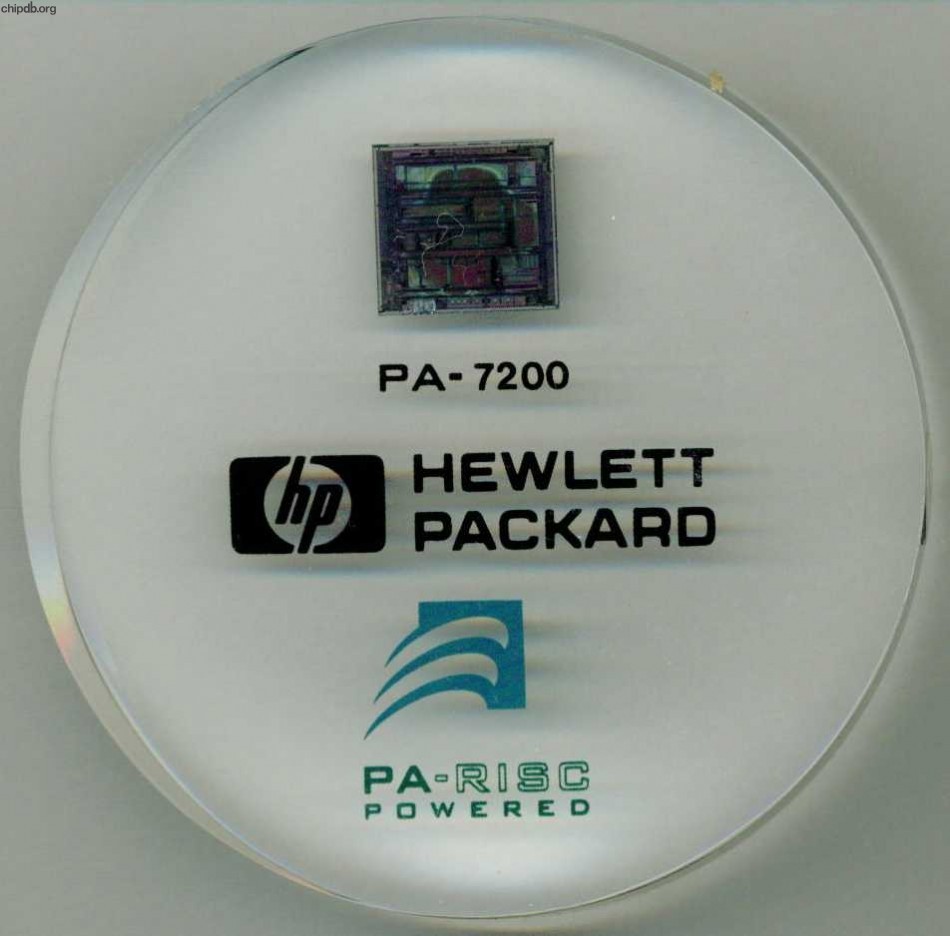 chipdb.org
PA-7200
hp HEWLETT
PACKARD
PA-RISC
POWERED